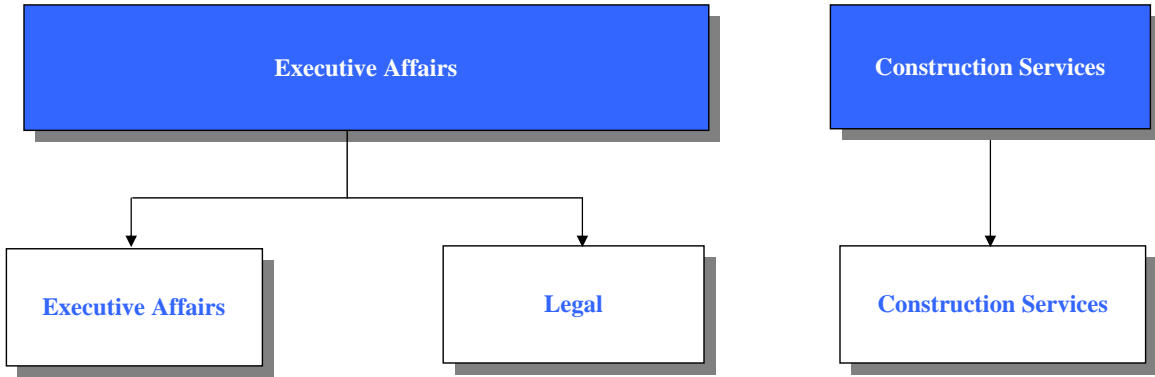 Executive Affairs
Construction Services
Executive Affairs
Legal
Construction Services